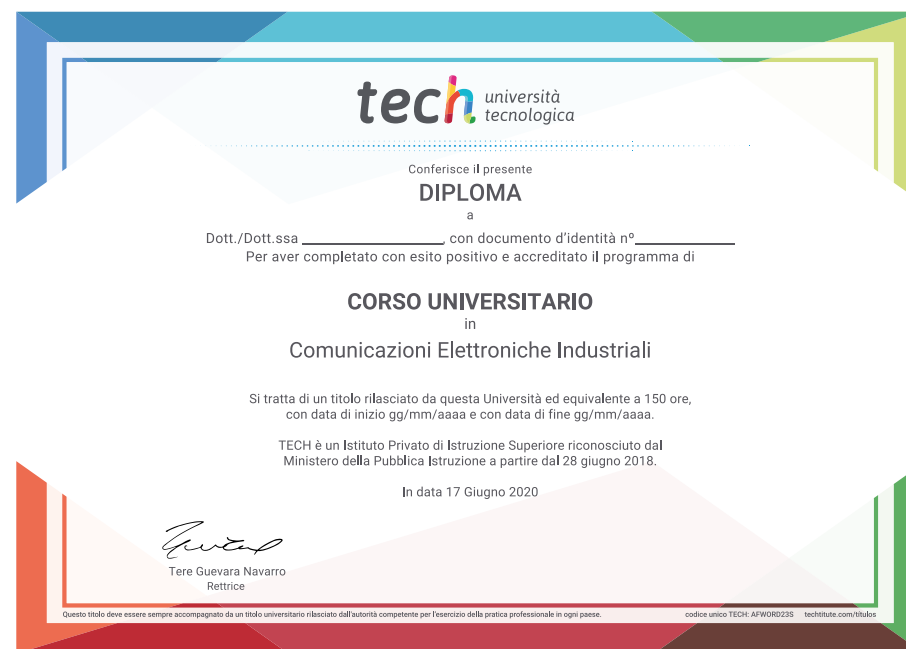 tech università
tecnologica
Conferisce il presente
DIPLOMA
a
Dott./Dott.ssa ____________________, con documento d'identità nº______________
Per aver completato con esito positivo e accreditato il programma di
CORSO UNIVERSITARIO
in
Comunicazioni Elettroniche Industriali
Si tratta di un titolo rilasciato da questa Università ed equivalente a 150 ore,
con data di inizio gg/mm/aaaa e con data di fine gg/mm/aaaa.
TECH è un Istituto Privato di Istruzione Superiore riconosciuto dal
Ministero della Pubblica Istruzione a partire dal 28 giugno 2018.
In data 17 Giugno 2020
Tere Guevara Navarro
Rettrice
Questo titolo deve essere sempre accompagnato da un titolo universitario rilasciato dall'autorità competente per l'esercizio della pratica professionale in ogni paese. codice unico TECH: AFWORD23S techtitute.com/titulos